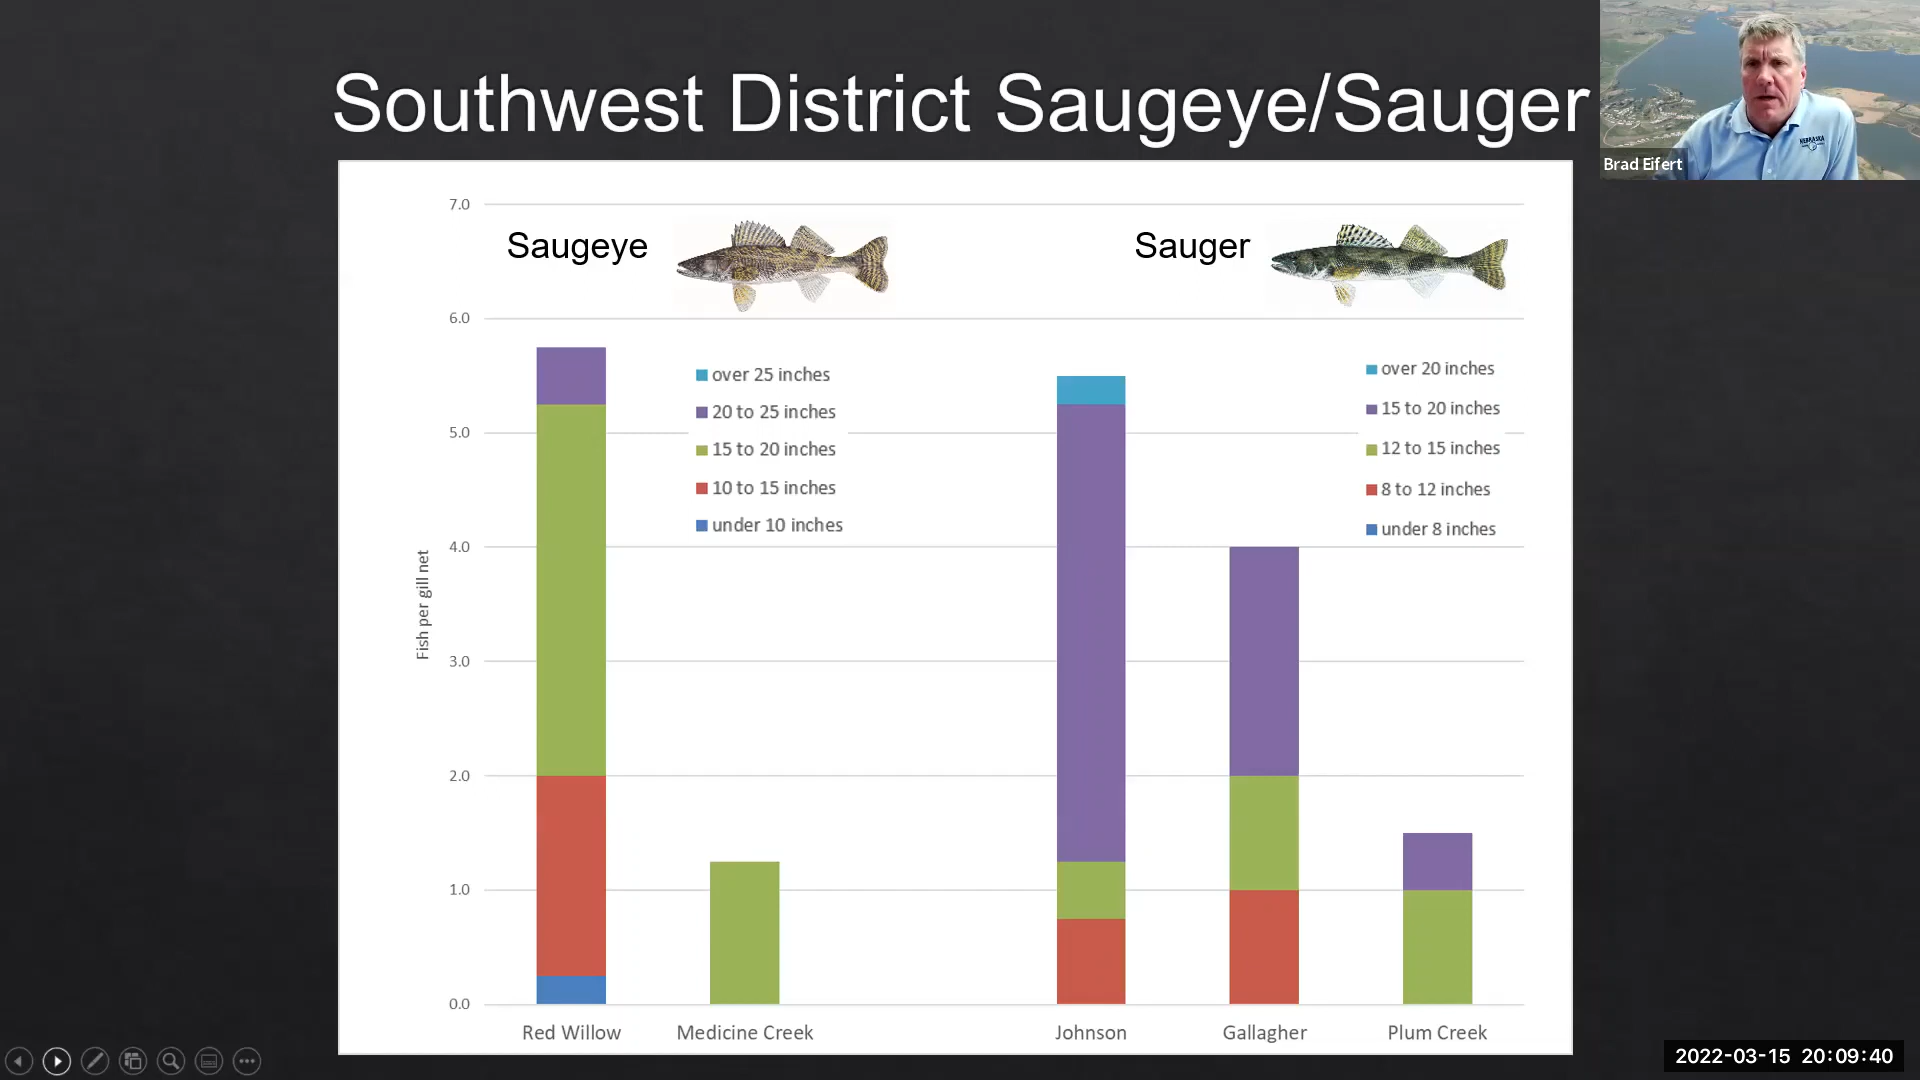 Southwest District Saugeye/Sauger
NEBRASKA
Brad Eifert
7.0
Saugeye
Sauger
6.0
over 25 inches
20 to 25 inches
15 to 20 inches
10 to 15 inches
under 10 inches
over 20 inches
15 to 20 inches
12 to 15 inches
8 to 12 inches
under 8 inches
5.0
4.0
Fish per gill net
3.0
2.0
1.0
0.0
Red Willow
Medicine Creek
Johnson
Gallagher
Plum Creek
2022-03-15 20:09:40